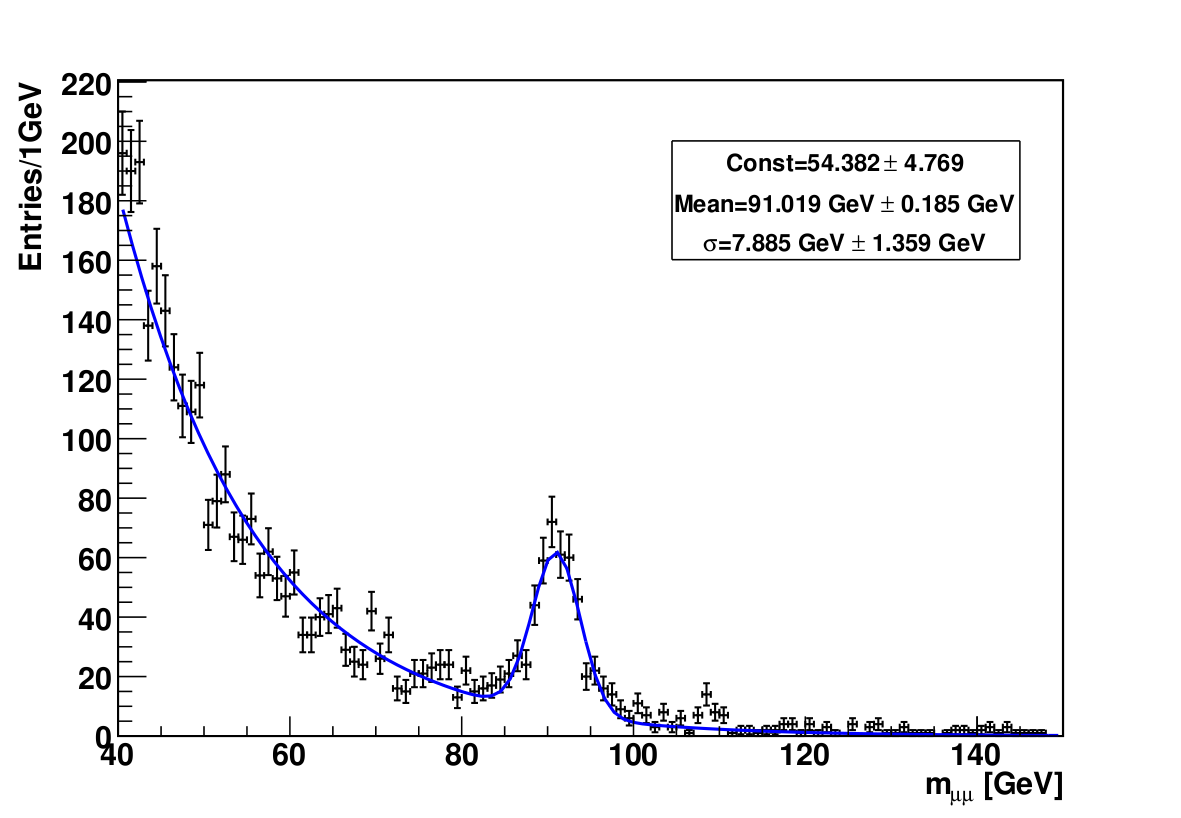 Entries/1GeV
220
200
180
160
140
120
100
80
60
40
20
0
Const=54.382 ± 4.769
Mean=91.019 GeV ± 0.185 GeV
σ=7.885 GeV ± 1.359 GeV
40 60 80 100 120 140
mμμ [GeV]